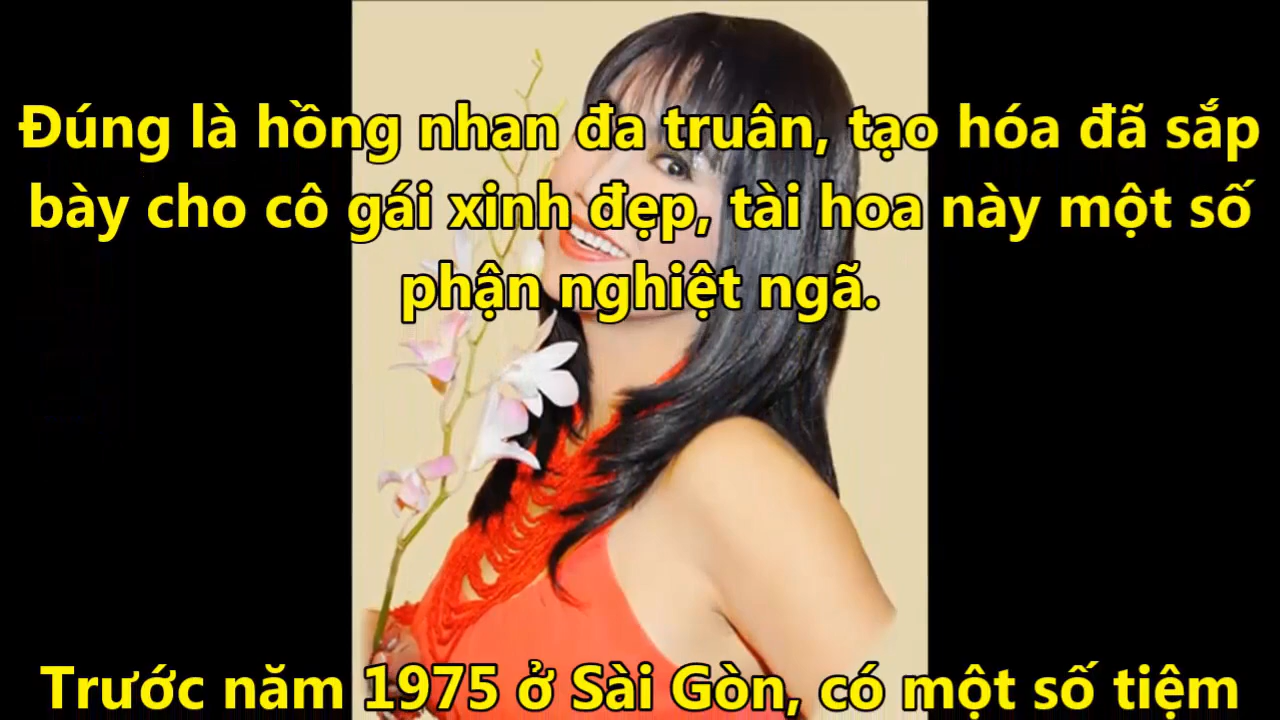 Đúng là hồng nhan đa truân, tạo hóa đã sắp
bày cho cô gái xinh đẹp, tài hoa này một số
phận nghiệt ngã.
Trước năm 1975 ở Sài Gòn, có một số tiệm